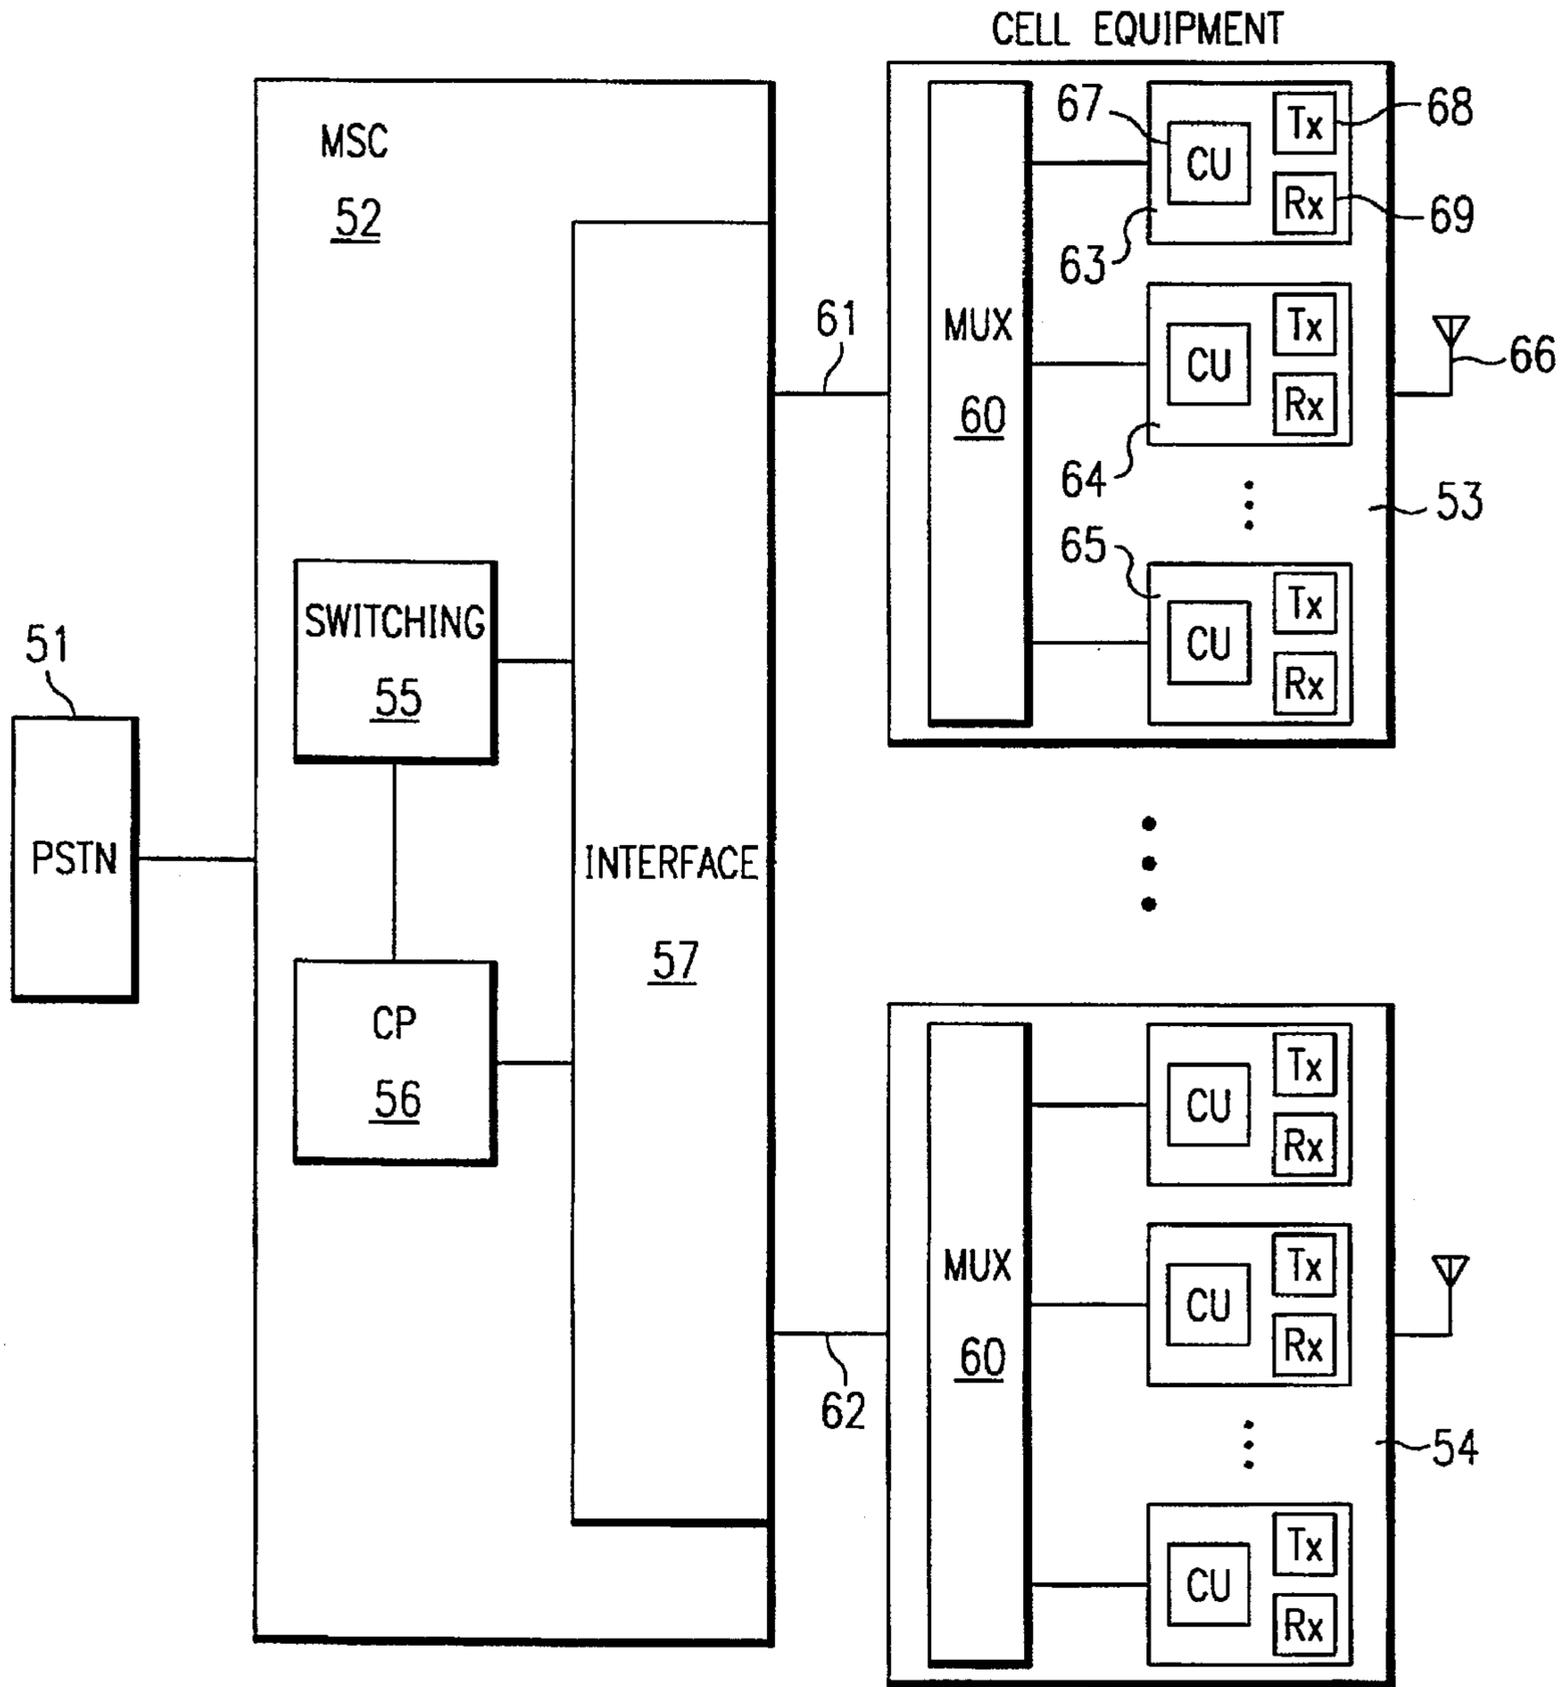 CELL EQUIPMENT
MSC
52
51
PSTN
SWITCHING
55
CP
56
INTERFACE
57
61
62
MUX
60
67
CU
Tx
68
Rx
69
63
CU
Tx
Rx
64
66
53
65
CU
Tx
Rx
MUX
60
CU
Tx
Rx
CU
Tx
Rx
54
CU
Tx
Rx